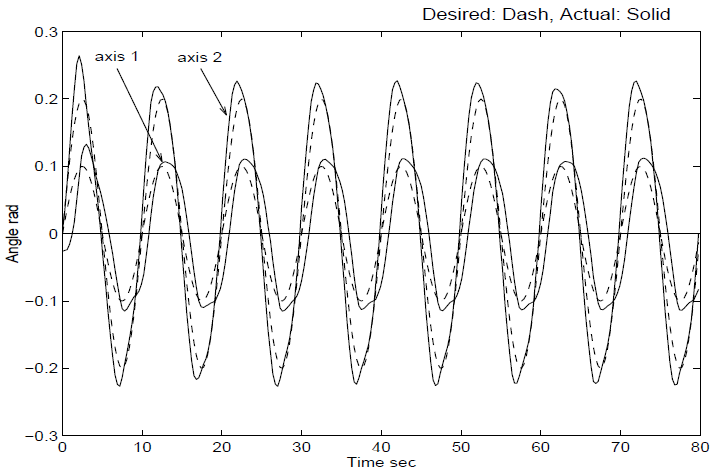 Desired: Dash, Actual: Solid
0.3
axis 1
axis 2
0.2
0.1
0
−0.1
−0.2
−0.3
Angle rad
0 10 20 30 40 50 60 70 80
Time sec